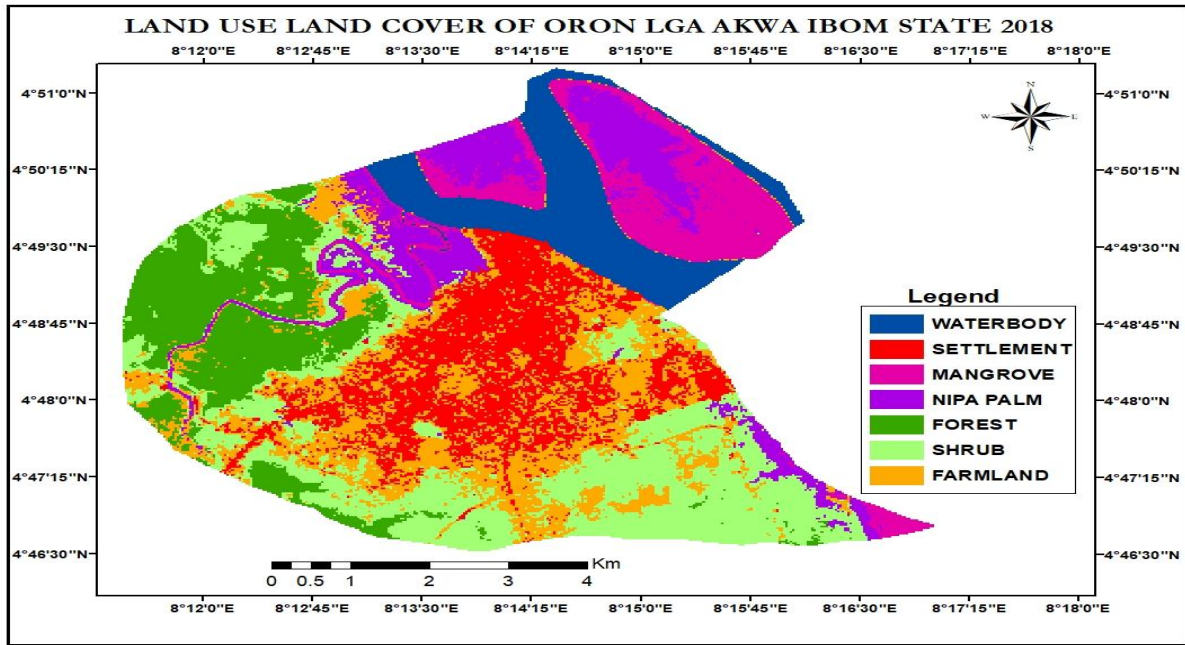 LAND USE LAND COVER OF ORON LGA AKWA IBOM STATE 2018
8°12'0"E 8°12'45"E 8°13'30"E 8°14'15"E 8°15'0"E 8°15'45"E 8°16'30"E 8°17'15"E 8°18'0"E
4°51'0"N 4°51'0"N
N
W E
S
4°50'15"N 4°50'15"N
4°49'30"N 4°49'30"N
Legend
4°48'45"N WATERBODY 4°48'45"N
SETTLEMENT
MANGROVE
4°48'0"N NIPA PALM 4°48'0"N
FOREST
SHRUB
4°47'15"N FARMLAND 4°47'15"N
4°46'30"N 4°46'30"N
Km
0 0.5 1 2 3 4
8°12'0"E 8°12'45"E 8°13'30"E 8°14'15"E 8°15'0"E 8°15'45"E 8°16'30"E 8°17'15"E 8°18'0"E